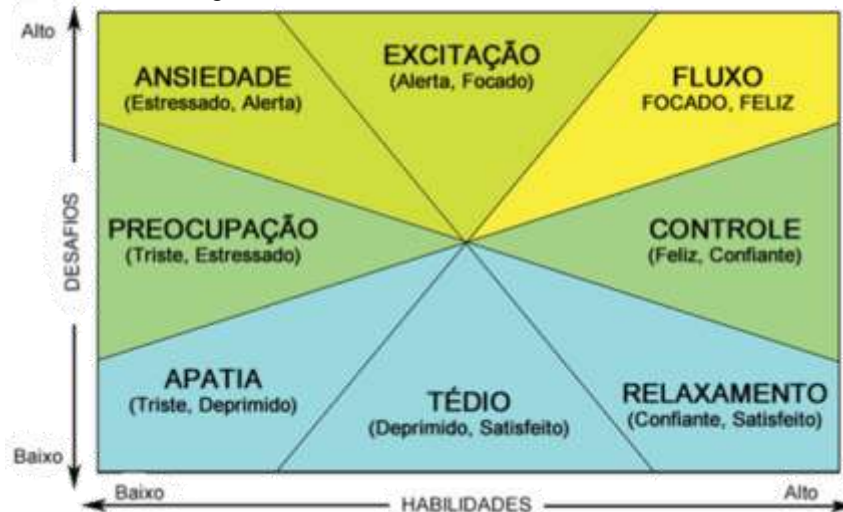 Alto
ANSIEDADE
(Estressado, Alerta)
EXCITAÇÃO
(Alerta, Focado)
FLUXO
FOCADO, FELIZ
DESAFIOS
PREOCUPAÇÃO
(Triste, Estressado)
CONTROLE
(Feliz, Confiante)
APATIA
(Triste, Deprimido)
TÉDIO
(Deprimido, Satisfeito)
RELAXAMENTO
(Confiante, Satisfeito)
Baixo
Baixo
HABILIDADES
Alto